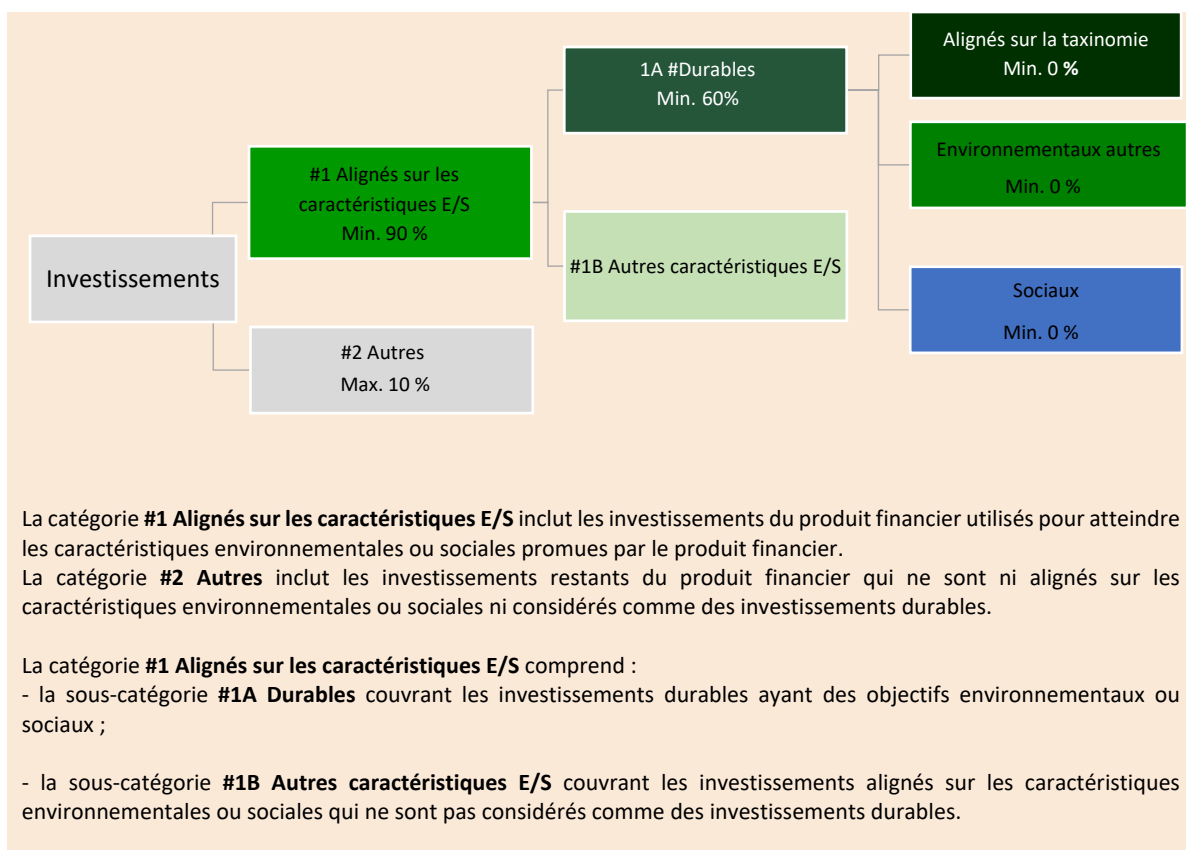 Investissements
#1 Alignés sur les
caractéristiques E/S
Min. 90 %
#2 Autres
Max. 10 %
1A #Durables
Min. 60%
#1B Autres caractéristiques E/S
Alignés sur la taxinomie
Min. 0 %
Environnementaux autres
Min. 0 %
Sociaux
Min. 0 %
La catégorie #1 Alignés sur les caractéristiques E/S inclut les investissements du produit financier utilisés pour atteindre
les caractéristiques environnementales ou sociales promues par le produit financier.
La catégorie #2 Autres inclut les investissements restants du produit financier qui ne sont ni alignés sur les
caractéristiques environnementales ou sociales ni considérés comme des investissements durables.
La catégorie #1 Alignés sur les caractéristiques E/S comprend :
- la sous-catégorie #1A Durables couvrant les investissements durables ayant des objectifs environnementaux ou
sociaux ;
- la sous-catégorie #1B Autres caractéristiques E/S couvrant les investissements alignés sur les caractéristiques
environnementales ou sociales qui ne sont pas considérés comme des investissements durables.